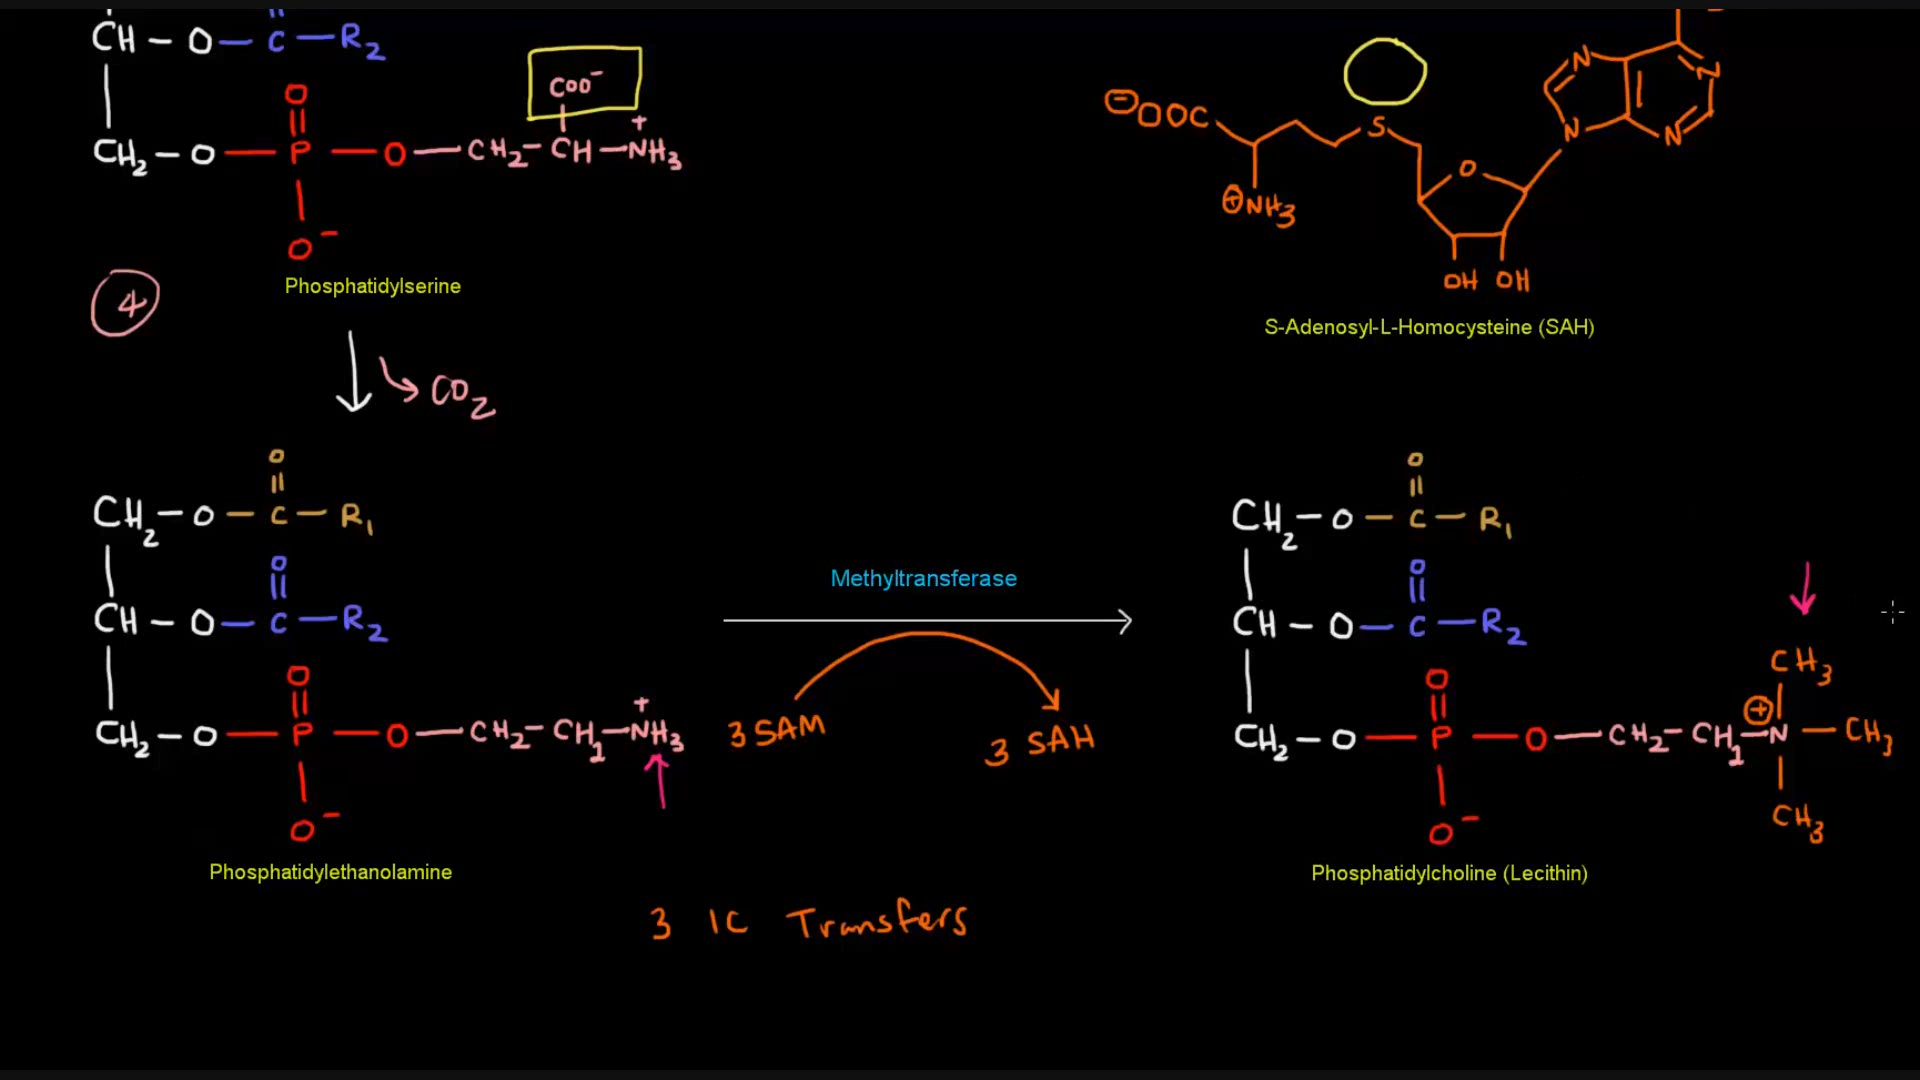 CH - O - C - R2
COO-
CH2 - O - P - O - CH2 - CH - NH3+
O
O-
Phosphatidylserine
⊖OOC
S
⊕NH3
O
N
N
N
N
OH OH
S-Adenosyl-L-Homocysteine (SAH)
4
CO2
O
CH2 - O - C - R1
O
CH - O - C - R2
O
CH2 - O - P - O - CH2 - CH2 - NH3+
O-
Phosphatidylethanolamine
Methyltransferase
3 SAM
3 SAH
O
CH2 - O - C - R1
O
CH - O - C - R2
O
CH3
CH2 - O - P - O - CH2 - CH2 - N⊕ - CH3
CH3
O-
Phosphatidylcholine (Lecithin)
3 1C Transfers